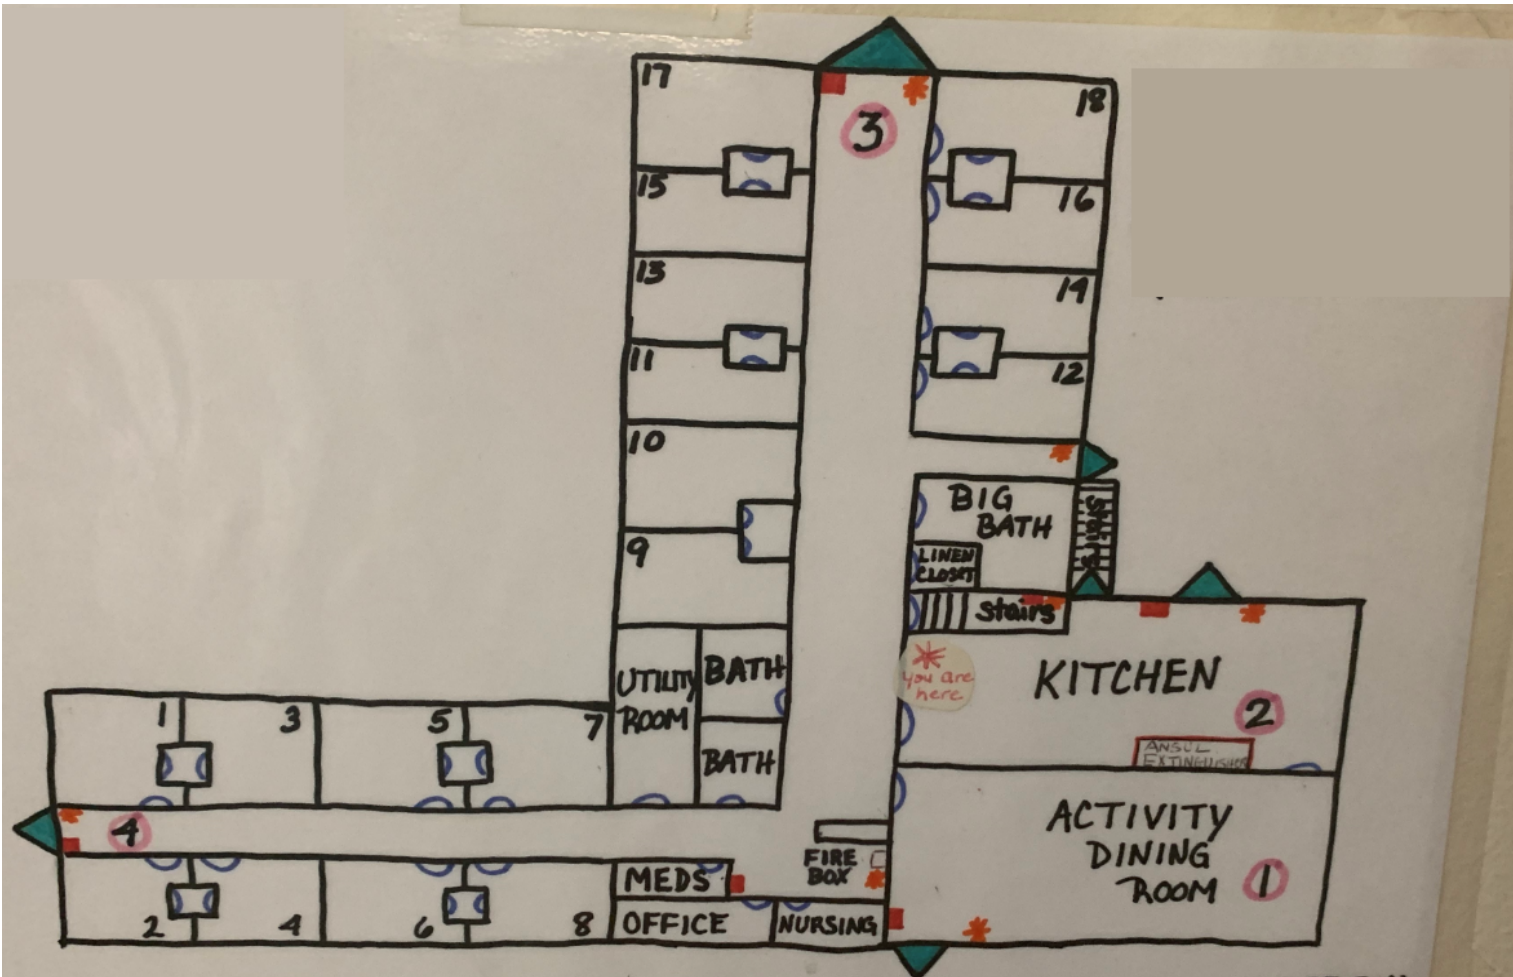 17
18
3
15
16
13
14
11
12
10
BIG
BATH
STAIRS
9
LINEN
CLOSET
stairs
UTILITY
ROOM
BATH
you are
here
KITCHEN
2
1
3
5
7
BATH
ANSUL
EXTINGUISHER
4
ACTIVITY
DINING
ROOM
1
FIRE
BOX
MEDS
2
4
6
8
OFFICE
NURSING